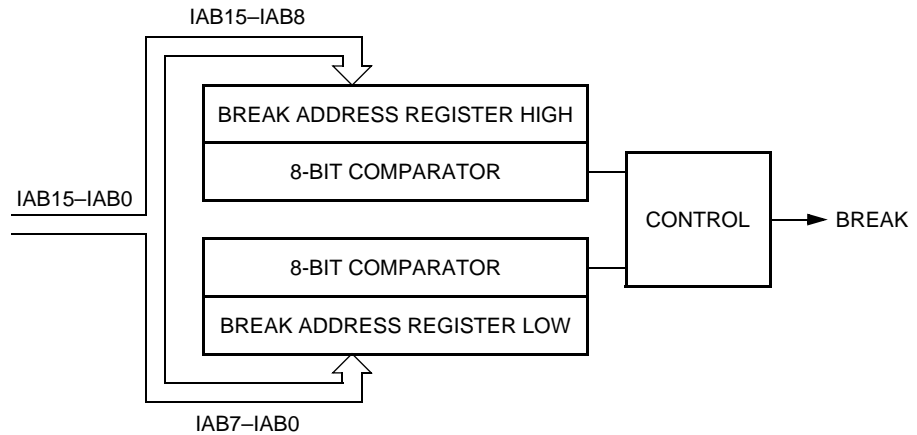 IAB15–IAB8
BREAK ADDRESS REGISTER HIGH
8-BIT COMPARATOR
IAB15–IAB0
CONTROL
BREAK
8-BIT COMPARATOR
BREAK ADDRESS REGISTER LOW
IAB7–IAB0